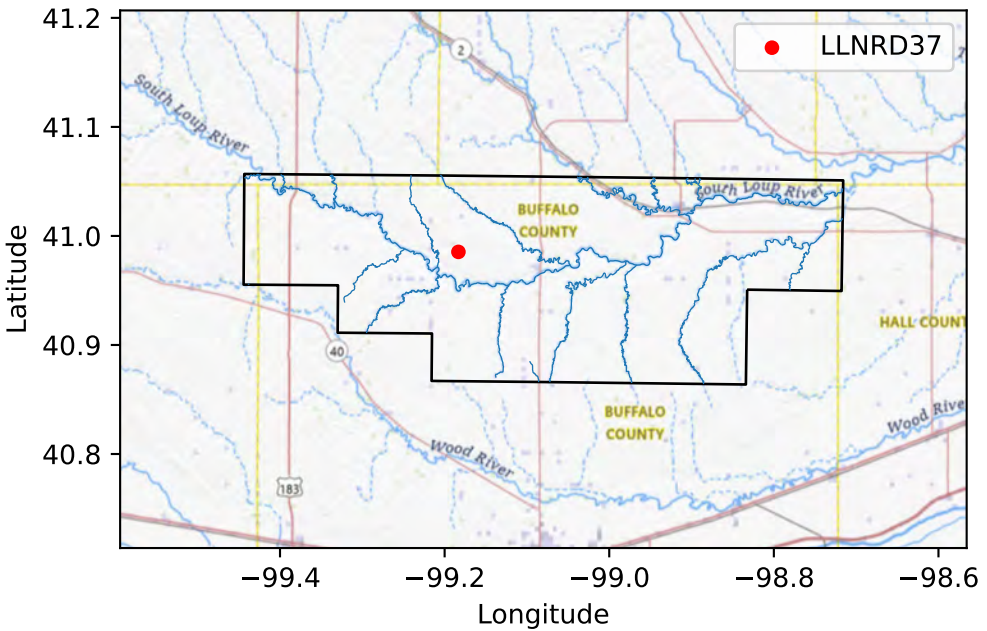 41.2
41.1
41.0
40.9
40.8
Latitude
−99.4
−99.2
−99.0
−98.8
−98.6
Longitude
LLNRD37
2
South Loup River
South Loup River
BUFFALO
COUNTY
HALL COUNT
40
BUFFALO
COUNTY
Wood River
Wood Rive
183